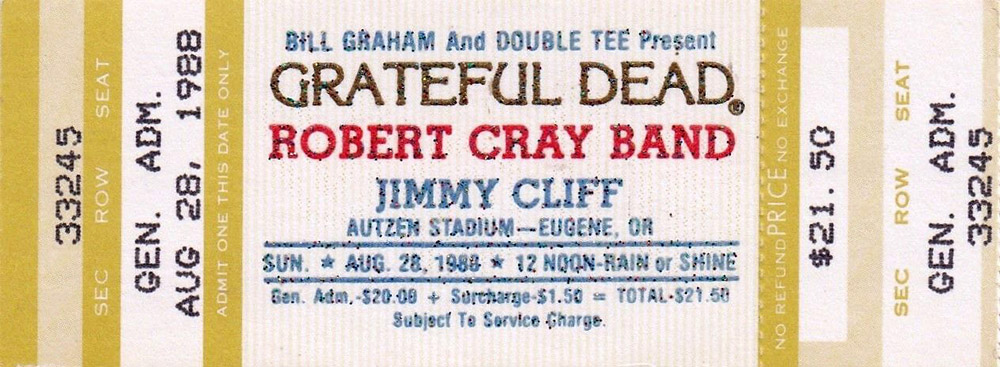 33245
SEC ROW SEAT
GEN. ADM.
AUG 28, 1988
ADMIT ONE THIS DATE ONLY
BILL GRAHAM And DOUBLE TEE Present
GRATEFUL DEAD®
ROBERT CRAY BAND
JIMMY CLIFF
AUTZEN STADIUM—EUGENE, OR
SUN. ★ AUG. 28, 1988 ★ 12 NOON-RAIN or SHINE
Gen. Adm.-$20.00 + Surcharge-$1.50 = TOTAL-$21.50
Subject To Service Charge.
NO REFUND PRICE NO EXCHANGE
$21.50
SEC ROW SEAT
GEN. ADM.
33245